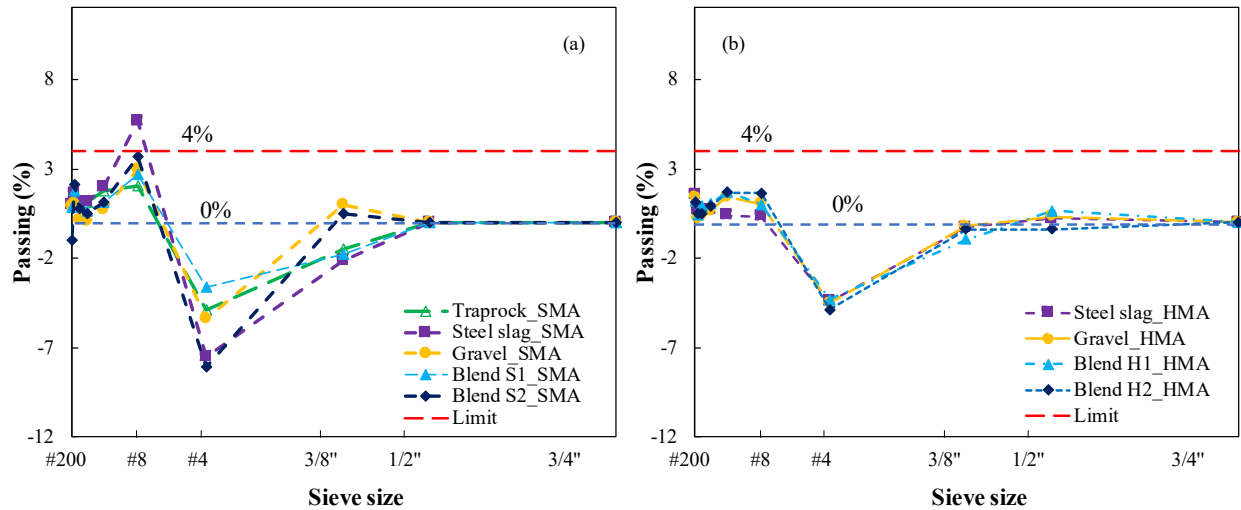 (a)
8
4%
3
0%
-2
-7
-12
Passing (%)
Traprock_SMA
Steel slag_SMA
Gravel_SMA
Blend S1_SMA
Blend S2_SMA
Limit
#200 #8 #4 3/8" 1/2" 3/4"
Sieve size
(b)
8
4%
3
0%
-2
-7
-12
Passing (%)
Steel slag_HMA
Gravel_HMA
Blend H1_HMA
Blend H2_HMA
Limit
#200 #8 #4 3/8" 1/2" 3/4"
Sieve size